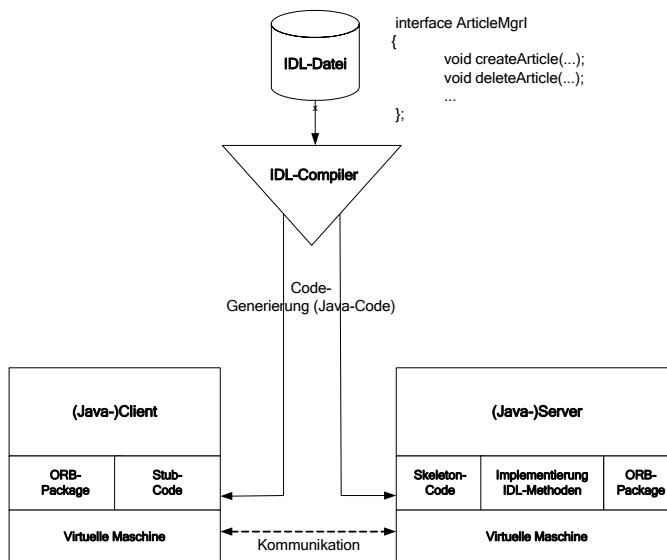 interface ArticleMgrI
{
void createArticle(...);
void deleteArticle(...);
...
};
IDL-Datei
IDL-Compiler
Code-
Generierung (Java-Code)
(Java-)Client
(Java-)Server
ORB-
Package
Stub-
Code
Skeleton-
Code
Implementierung
IDL-Methoden
ORB-
Package
Virtuelle Maschine
Kommunikation
Virtuelle Maschine